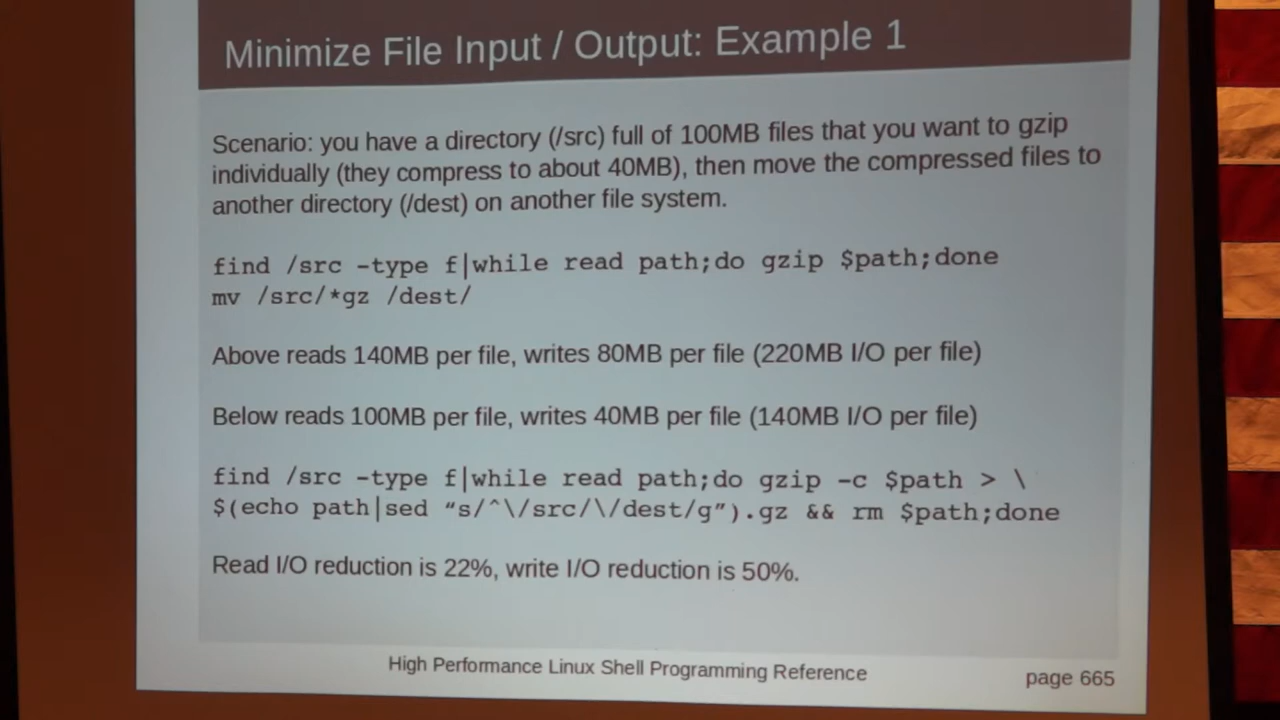 Minimize File Input / Output: Example 1
Scenario: you have a directory (/src) full of 100MB files that you want to gzip
individually (they compress to about 40MB), then move the compressed files to
another directory (/dest) on another file system.
find /src -type f|while read path;do gzip $path;done
mv /src/*gz /dest/
Above reads 140MB per file, writes 80MB per file (220MB I/O per file)
Below reads 100MB per file, writes 40MB per file (140MB I/O per file)
find /src -type f|while read path;do gzip -c $path > \
$(echo path|sed “s/^\/src/\/dest/g”).gz && rm $path;done
Read I/O reduction is 22%, write I/O reduction is 50%.
High Performance Linux Shell Programming Reference
page 665